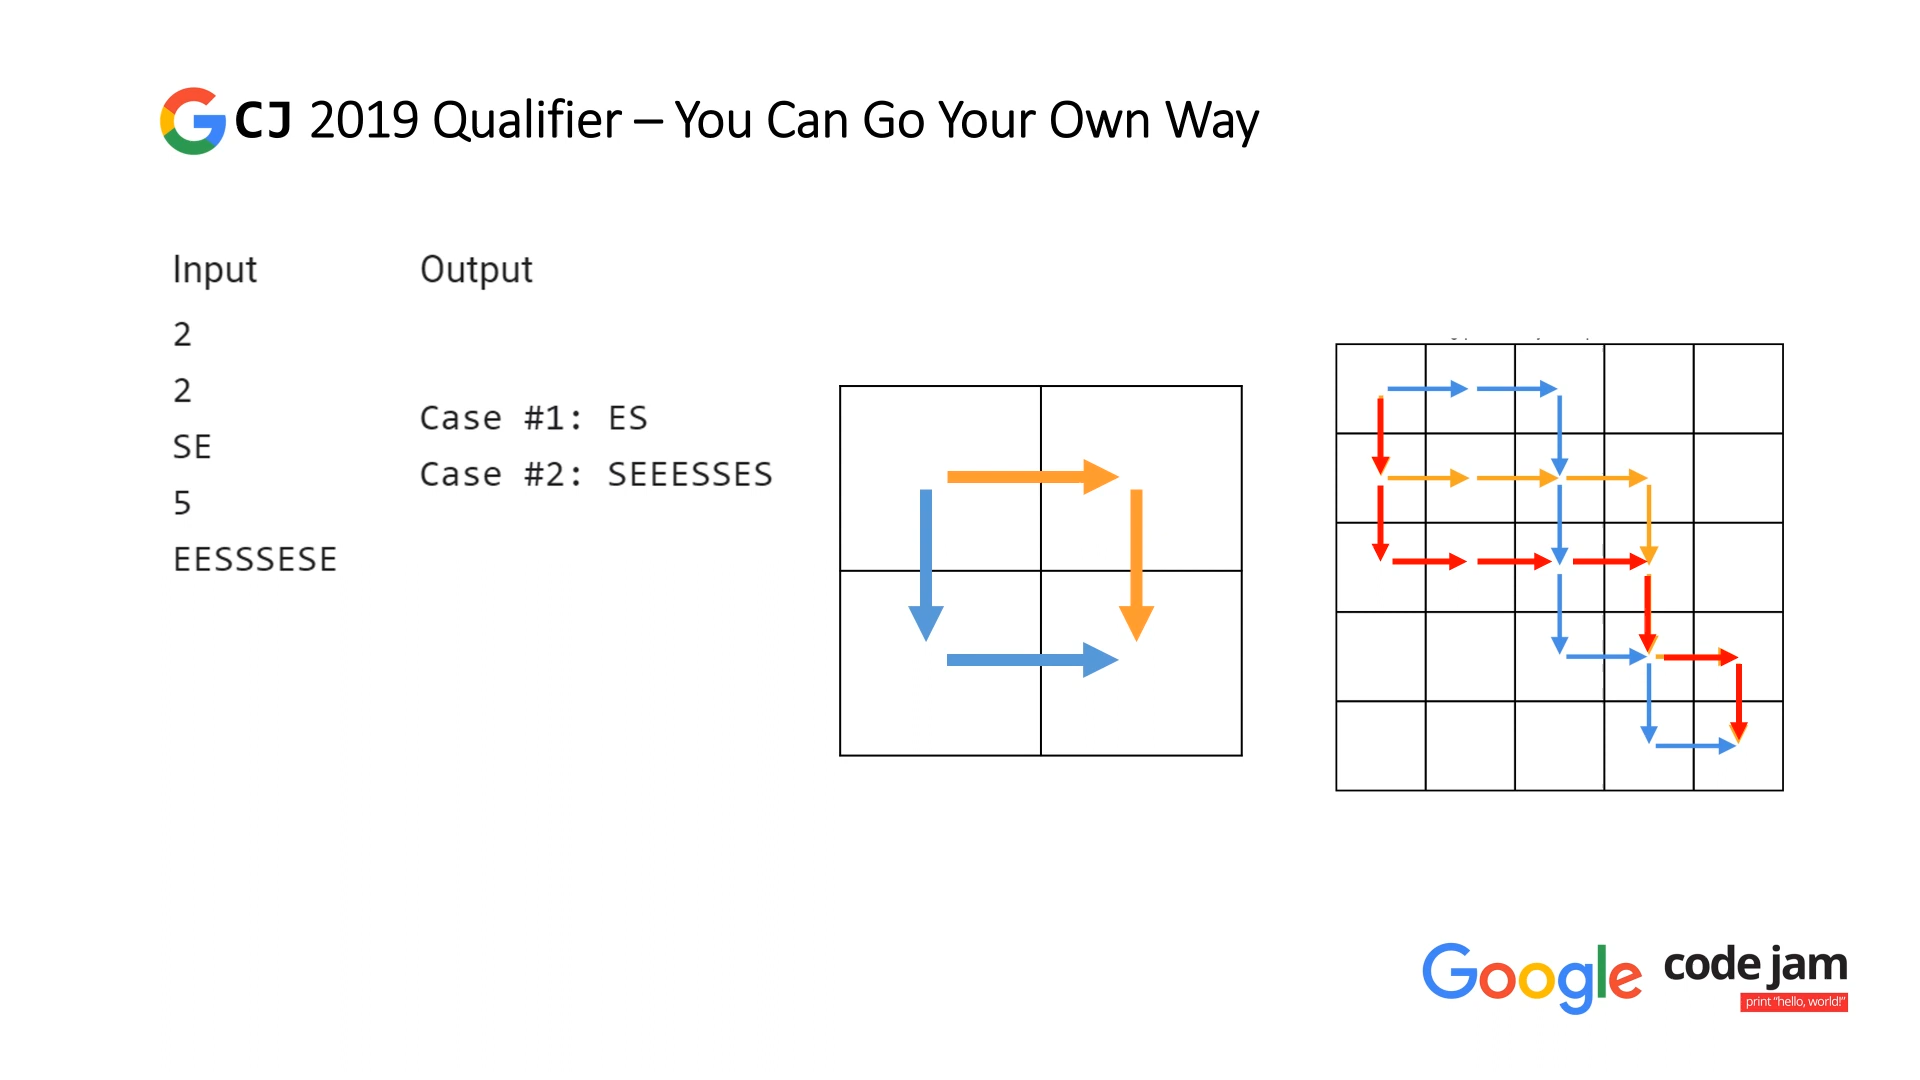 G CJ 2019 Qualifier – You Can Go Your Own Way
Input
2
2
SE
5
EESSSESE
Output
Case #1: ES
Case #2: SEEESSES
Google code jam
print "hello, world!"